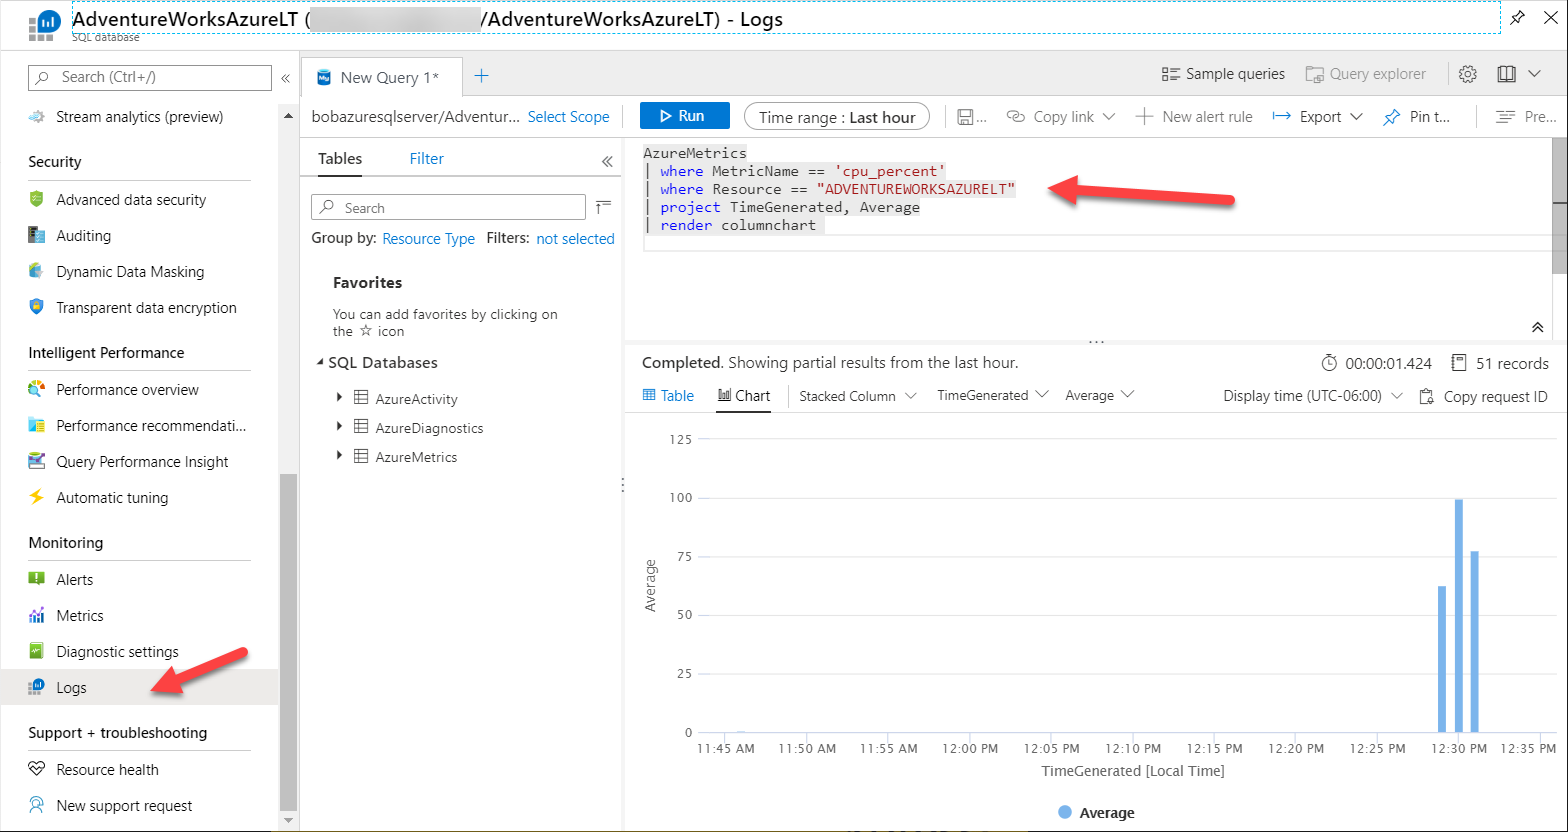 AdventureWorksAzureLT ( /AdventureWorksAzureLT) - Logs
SQL database
Search (Ctrl+/)
Stream analytics (preview)
Security
Advanced data security
Auditing
Dynamic Data Masking
Transparent data encryption
Intelligent Performance
Performance overview
Performance recommendati...
Query Performance Insight
Automatic tuning
Monitoring
Alerts
Metrics
Diagnostic settings
Logs
Support + troubleshooting
Resource health
New support request
New Query 1*
Sample queries
Query explorer
bobazuresqlserver/Adventur... Select Scope
Run
Time range : Last hour
...
Copy link
New alert rule
Export
Pin t...
Pre...
Tables
Filter
Search
Group by: Resource Type Filters: not selected
Favorites
You can add favorites by clicking on
the ☆ icon
SQL Databases
AzureActivity
AzureDiagnostics
AzureMetrics
AzureMetrics
| where MetricName == 'cpu_percent'
| where Resource == "ADVENTUREWORKSAZURELT"
| project TimeGenerated, Average
| render columnchart
Completed. Showing partial results from the last hour.
00:00:01.424
51 records
Table
Chart
Stacked Column
TimeGenerated
Average
Display time (UTC-06:00)
Copy request ID
125
100
75
50
25
0
Average
11:45 AM 11:50 AM 11:55 AM 12:00 PM 12:05 PM 12:10 PM 12:15 PM 12:20 PM 12:25 PM 12:30 PM 12:35 PM
TimeGenerated [Local Time]
Average